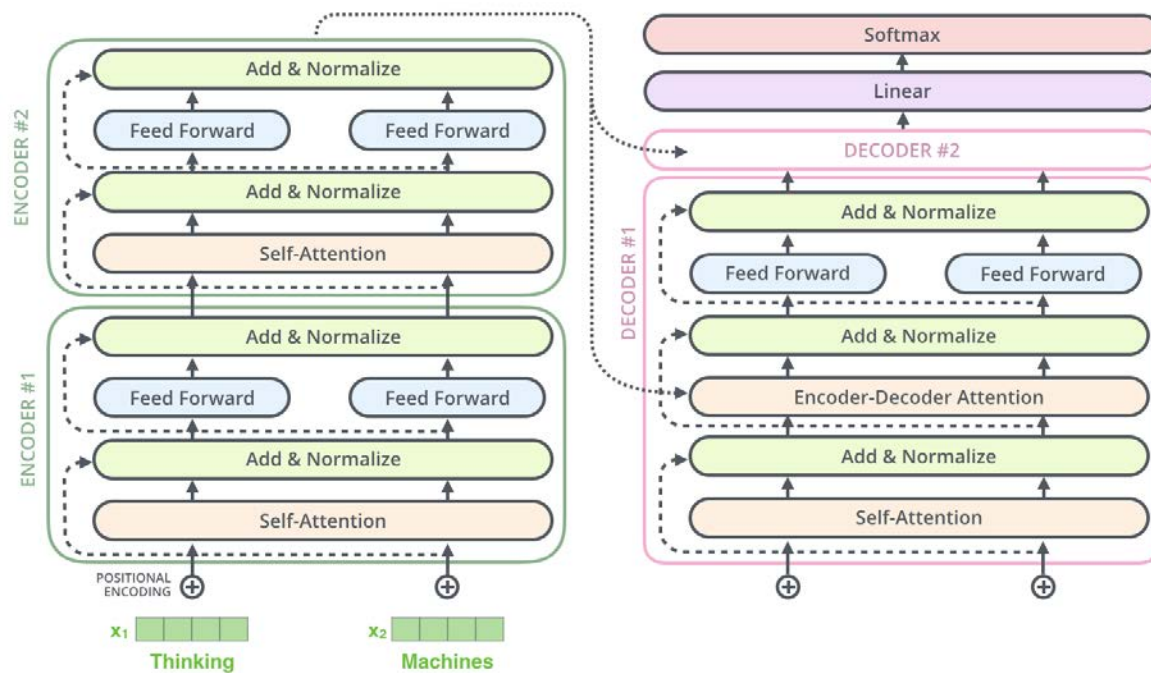 ENCODER #2
Add & Normalize
Feed Forward
Feed Forward
Add & Normalize
Self-Attention
ENCODER #1
Add & Normalize
Feed Forward
Feed Forward
Add & Normalize
Self-Attention
POSITIONAL
ENCODING
x₁
x₂
Thinking
Machines
Softmax
Linear
DECODER #2
DECODER #1
Add & Normalize
Feed Forward
Feed Forward
Add & Normalize
Encoder-Decoder Attention
Add & Normalize
Self-Attention